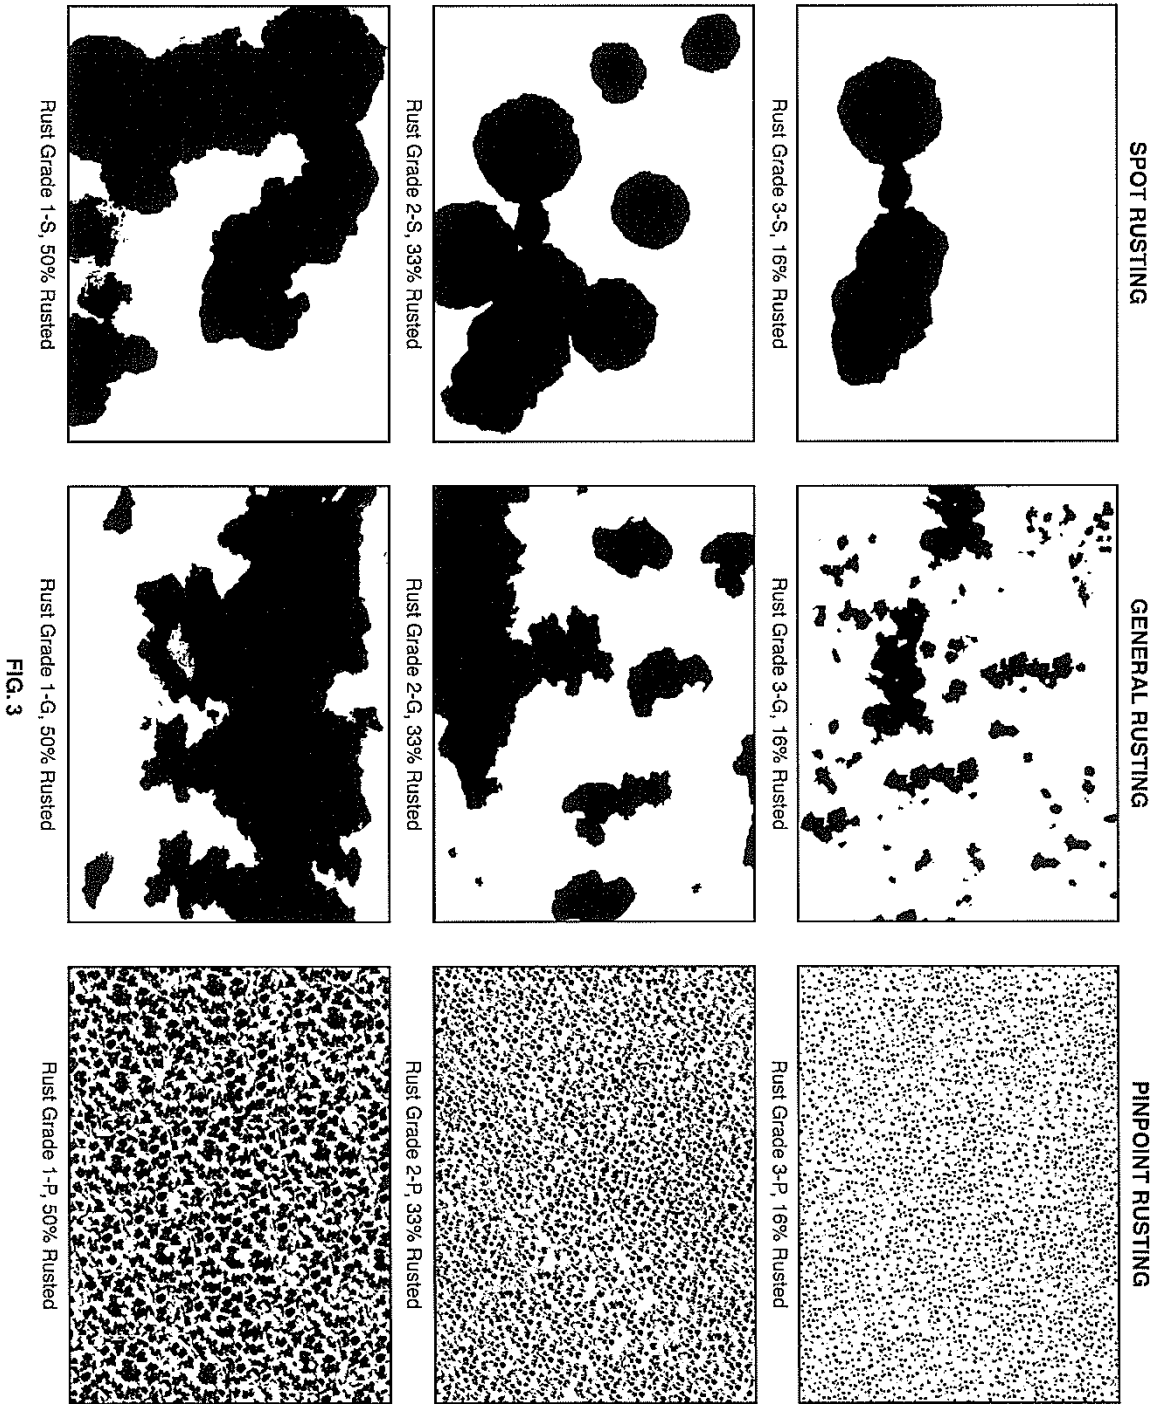 SPOT RUSTING
GENERAL RUSTING
PINPOINT RUSTING
Rust Grade 3-S, 16% Rusted
Rust Grade 3-G, 16% Rusted
Rust Grade 3-P, 16% Rusted
Rust Grade 2-S, 33% Rusted
Rust Grade 2-G, 33% Rusted
Rust Grade 2-P, 33% Rusted
Rust Grade 1-S, 50% Rusted
Rust Grade 1-G, 50% Rusted
Rust Grade 1-P, 50% Rusted
FIG. 3